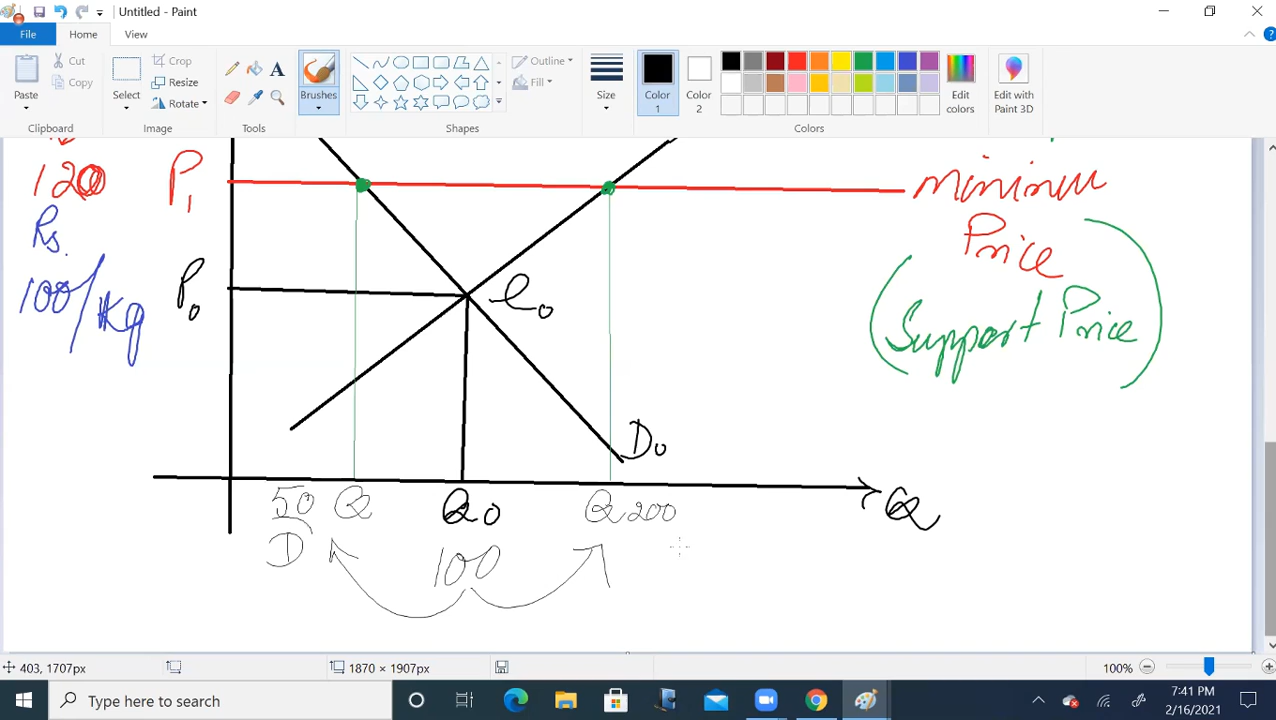 Untitled - Paint
File
Home
View
Paste
Cut
Copy
Clipboard
Select
Crop
Resize
Rotate
Image
A
Tools
Brushes
Shapes
Outline
Fill
Size
Color 1
Color 2
Edit colors
Edit with Paint 3D
Colors
120
P1
Minimum
Price
(Support Price)
Rs.
100/kg
P0
e0
D0
50 Q
Q0
Q 200
Q
D
100
403, 1707px
1870 × 1907px
100%
Type here to search
7:41 PM
2/16/2021